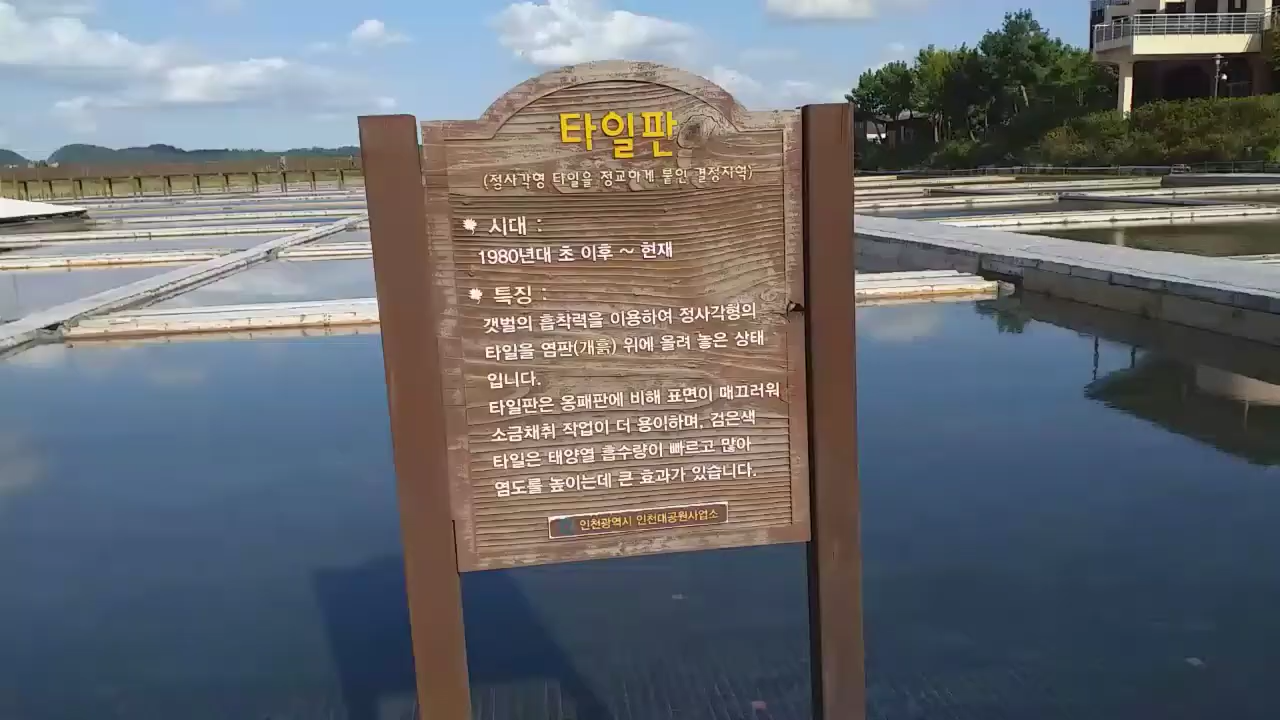 타일판
(정사각형 타일을 정교하게 붙인 결정지역)
시대 :
1980년대 초 이후 ~ 현재
특징 :
갯벌의 흡착력을 이용하여 정사각형의
타일을 염판(개흙) 위에 올려 놓은 상태
입니다.
타일판은 옹패판에 비해 표면이 매끄러워
소금채취 작업이 더 용이하며, 검은색
타일은 태양열 흡수량이 빠르고 많아
염도를 높이는데 큰 효과가 있습니다.
인천광역시 인천대공원사업소